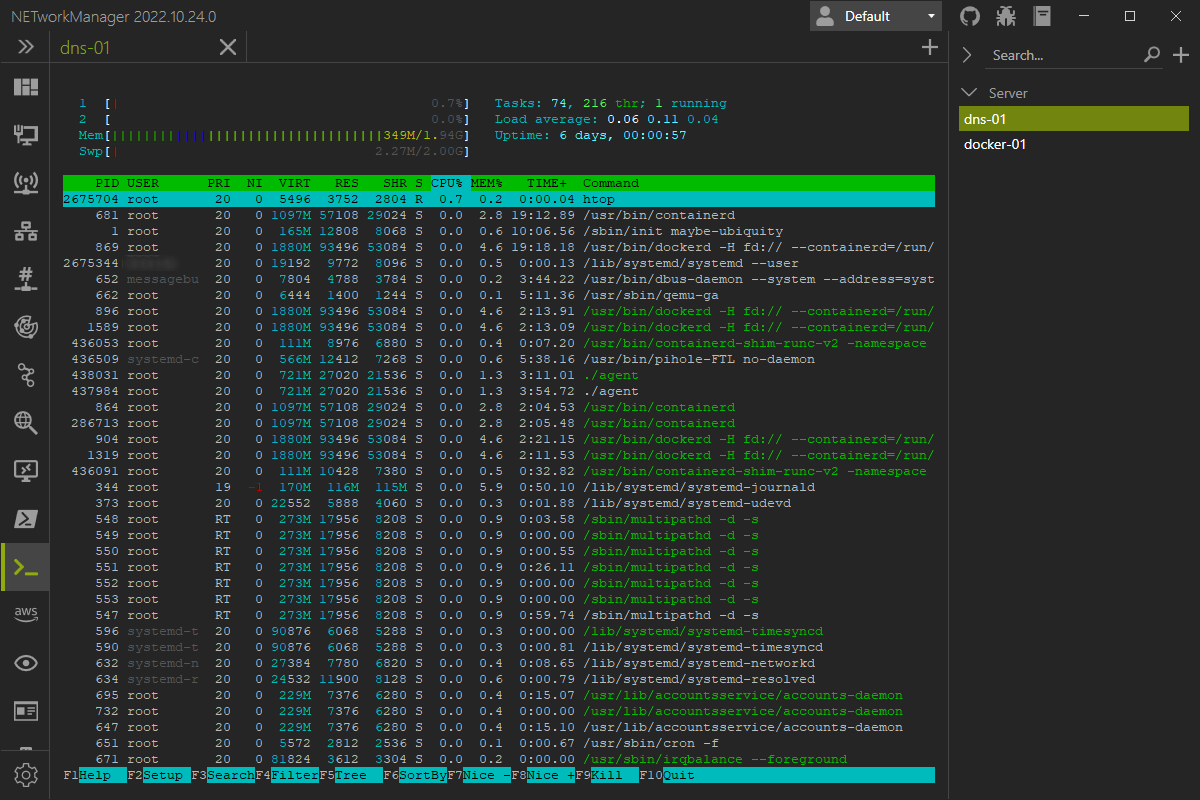 NETworkManager 2022.10.24.0
Default
dns-01
Search...
Server
dns-01
docker-01
aws
1 [| 0.7%] Tasks: 74, 216 thr; 1 running
2 [ 0.0%] Load average: 0.06 0.11 0.04
Mem[||||||||||||||||||||||||||||||||||349M/1.94G] Uptime: 6 days, 00:00:57
Swp[| 2.27M/2.00G]
PID USER PRI NI VIRT RES SHR S CPU% MEM% TIME+ Command
2675704 root 20 0 5496 3752 2804 R 0.7 0.2 0:00.04 htop
681 root 20 0 1097M 57108 29024 S 0.0 2.8 19:12.89 /usr/bin/containerd
1 root 20 0 165M 12808 8068 S 0.0 0.6 10:06.56 /sbin/init maybe-ubiquity
869 root 20 0 1880M 93496 53084 S 0.0 4.6 19:18.18 /usr/bin/dockerd -H fd:// --containerd=/run/
2675344 20 0 19192 9772 8096 S 0.0 0.5 0:00.13 /lib/systemd/systemd --user
652 messagebu 20 0 7804 4788 3784 S 0.0 0.2 3:44.22 /usr/bin/dbus-daemon --system --address=syst
662 root 20 0 6444 1400 1244 S 0.0 0.1 5:11.36 /usr/sbin/qemu-ga
896 root 20 0 1880M 93496 53084 S 0.0 4.6 2:13.91 /usr/bin/dockerd -H fd:// --containerd=/run/
1589 root 20 0 1880M 93496 53084 S 0.0 4.6 2:13.09 /usr/bin/dockerd -H fd:// --containerd=/run/
436053 root 20 0 111M 8976 6880 S 0.0 0.4 0:07.20 /usr/bin/containerd-shim-runc-v2 -namespace
436509 systemd-c 20 0 566M 12412 7268 S 0.0 0.6 5:38.16 /usr/bin/pihole-FTL no-daemon
438031 root 20 0 721M 27020 21536 S 0.0 1.3 3:11.01 ./agent
437984 root 20 0 721M 27020 21536 S 0.0 1.3 3:54.72 ./agent
864 root 20 0 1097M 57108 29024 S 0.0 2.8 2:04.53 /usr/bin/containerd
286713 root 20 0 1097M 57108 29024 S 0.0 2.8 2:05.48 /usr/bin/containerd
904 root 20 0 1880M 93496 53084 S 0.0 4.6 2:21.15 /usr/bin/dockerd -H fd:// --containerd=/run/
1319 root 20 0 1880M 93496 53084 S 0.0 4.6 2:11.53 /usr/bin/dockerd -H fd:// --containerd=/run/
436091 root 20 0 111M 10428 7380 S 0.0 0.5 0:32.82 /usr/bin/containerd-shim-runc-v2 -namespace
344 root 19 -1 170M 116M 115M S 0.0 5.9 0:50.10 /lib/systemd/systemd-journald
373 root 20 0 22552 5888 4060 S 0.0 0.3 0:01.88 /lib/systemd/systemd-udevd
548 root RT 0 273M 17956 8208 S 0.0 0.9 0:03.58 /sbin/multipathd -d -s
549 root RT 0 273M 17956 8208 S 0.0 0.9 0:00.00 /sbin/multipathd -d -s
550 root RT 0 273M 17956 8208 S 0.0 0.9 0:00.55 /sbin/multipathd -d -s
551 root RT 0 273M 17956 8208 S 0.0 0.9 0:26.11 /sbin/multipathd -d -s
552 root RT 0 273M 17956 8208 S 0.0 0.9 0:00.00 /sbin/multipathd -d -s
553 root RT 0 273M 17956 8208 S 0.0 0.9 0:00.00 /sbin/multipathd -d -s
547 root RT 0 273M 17956 8208 S 0.0 0.9 0:59.74 /sbin/multipathd -d -s
596 systemd-t 20 0 90876 6068 5288 S 0.0 0.3 0:00.00 /lib/systemd/systemd-timesyncd
590 systemd-t 20 0 90876 6068 5288 S 0.0 0.3 0:00.81 /lib/systemd/systemd-timesyncd
632 systemd-n 20 0 27384 7780 6820 S 0.0 0.4 0:08.65 /lib/systemd/systemd-networkd
634 systemd-r 20 0 24532 11900 8128 S 0.0 0.6 0:00.79 /lib/systemd/systemd-resolved
695 root 20 0 229M 7376 6280 S 0.0 0.4 0:15.07 /usr/lib/accountsservice/accounts-daemon
732 root 20 0 229M 7376 6280 S 0.0 0.4 0:00.00 /usr/lib/accountsservice/accounts-daemon
647 root 20 0 229M 7376 6280 S 0.0 0.4 0:15.10 /usr/lib/accountsservice/accounts-daemon
651 root 20 0 5572 2812 2536 S 0.0 0.1 0:00.67 /usr/sbin/cron -f
671 root 20 0 81824 3612 3304 S 0.0 0.2 0:00.00 /usr/sbin/irqbalance --foreground
F1Help F2Setup F3SearchF4FilterF5Tree F6SortByF7Nice -F8Nice +F9Kill F10Quit